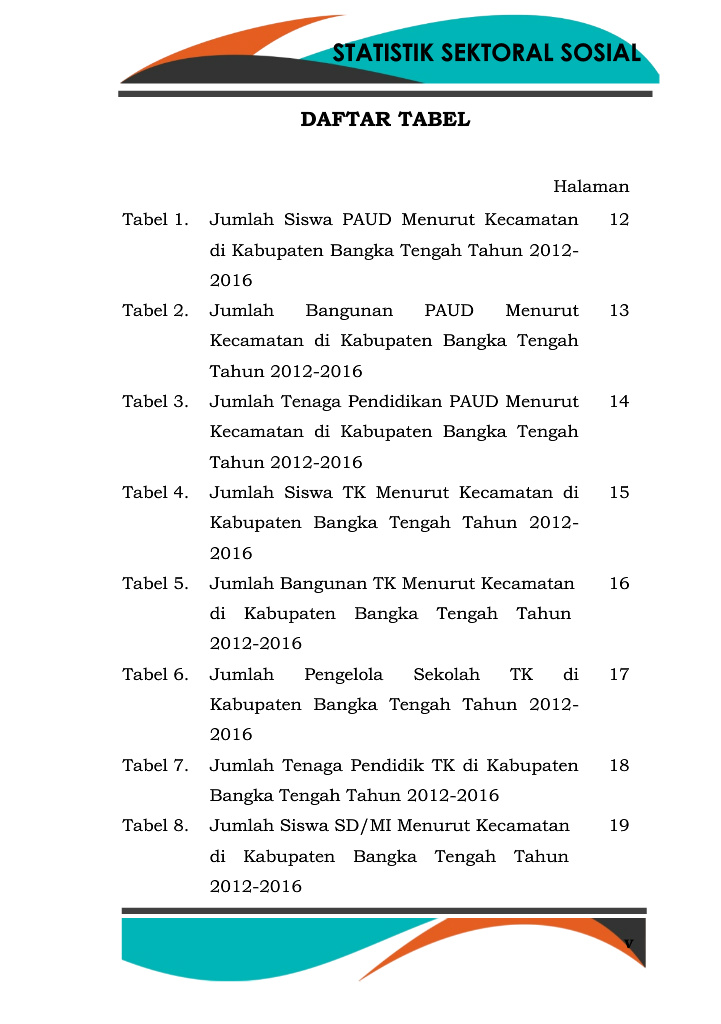 STATISTIK SEKTORAL SOSIAL
DAFTAR TABEL
Halaman
Tabel 1. Jumlah Siswa PAUD Menurut Kecamatan 12
di Kabupaten Bangka Tengah Tahun 2012-
2016
Tabel 2. Jumlah Bangunan PAUD Menurut 13
Kecamatan di Kabupaten Bangka Tengah
Tahun 2012-2016
Tabel 3. Jumlah Tenaga Pendidikan PAUD Menurut 14
Kecamatan di Kabupaten Bangka Tengah
Tahun 2012-2016
Tabel 4. Jumlah Siswa TK Menurut Kecamatan di 15
Kabupaten Bangka Tengah Tahun 2012-
2016
Tabel 5. Jumlah Bangunan TK Menurut Kecamatan 16
di Kabupaten Bangka Tengah Tahun
2012-2016
Tabel 6. Jumlah Pengelola Sekolah TK di 17
Kabupaten Bangka Tengah Tahun 2012-
2016
Tabel 7. Jumlah Tenaga Pendidik TK di Kabupaten 18
Bangka Tengah Tahun 2012-2016
Tabel 8. Jumlah Siswa SD/MI Menurut Kecamatan 19
di Kabupaten Bangka Tengah Tahun
2012-2016
v